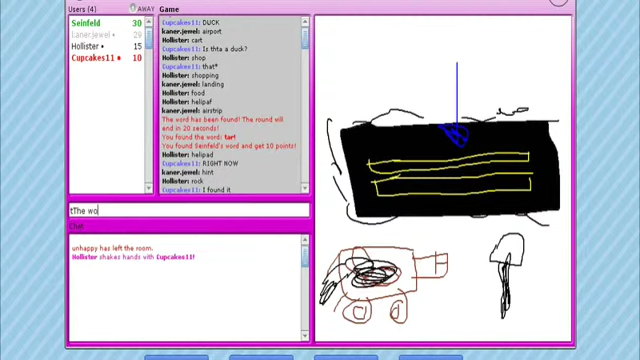 Users (4)
AWAY
Game
Seinfeld 30
Laner.jewel
Hollister 15
Cupcakes11 10
Cupcakes11: DUCK
kaner.jewel: airport
Hollister: cart
Cupcakes11: Is thta a duck?
Hollister: shop
Cupcakes11: that*
Hollister: shopping
kaner.jewel: landing
Hollister: food
Hollister: helipaf
kaner.jewel: airstrip
The word has been found! The round will
end in 20 seconds!
You found the word: tar!
You found Seinfeld's word and get 10 points!
Hollister: helipad
Cupcakes11: RIGHT NOW
kaner.jewel: hint
Hollister: rock
Cupcakes11: I found it
tThe wo
Chat
unhappy has left the room.
Hollister shakes hands with Cupcakes11!